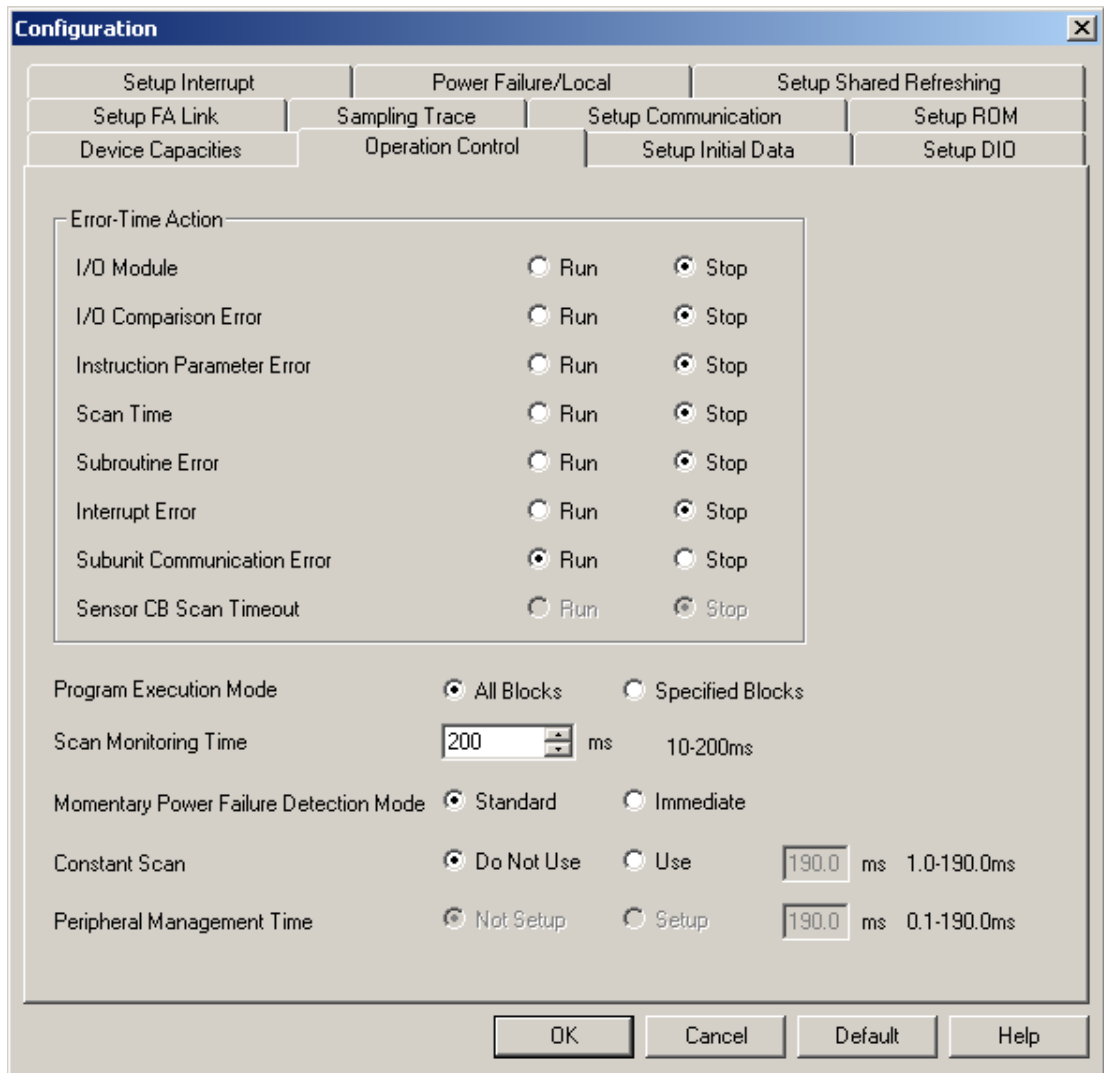 Configuration
Setup Interrupt Power Failure/Local Setup Shared Refreshing
Setup FA Link Sampling Trace Setup Communication Setup ROM
Device Capacities Operation Control Setup Initial Data Setup DIO
Error-Time Action
I/O Module Run Stop
I/O Comparison Error Run Stop
Instruction Parameter Error Run Stop
Scan Time Run Stop
Subroutine Error Run Stop
Interrupt Error Run Stop
Subunit Communication Error Run Stop
Sensor CB Scan Timeout Run Stop
Program Execution Mode All Blocks Specified Blocks
Scan Monitoring Time 200 ms 10-200ms
Momentary Power Failure Detection Mode Standard Immediate
Constant Scan Do Not Use Use 190.0 ms 1.0-190.0ms
Peripheral Management Time Not Setup Setup 190.0 ms 0.1-190.0ms
OK Cancel Default Help